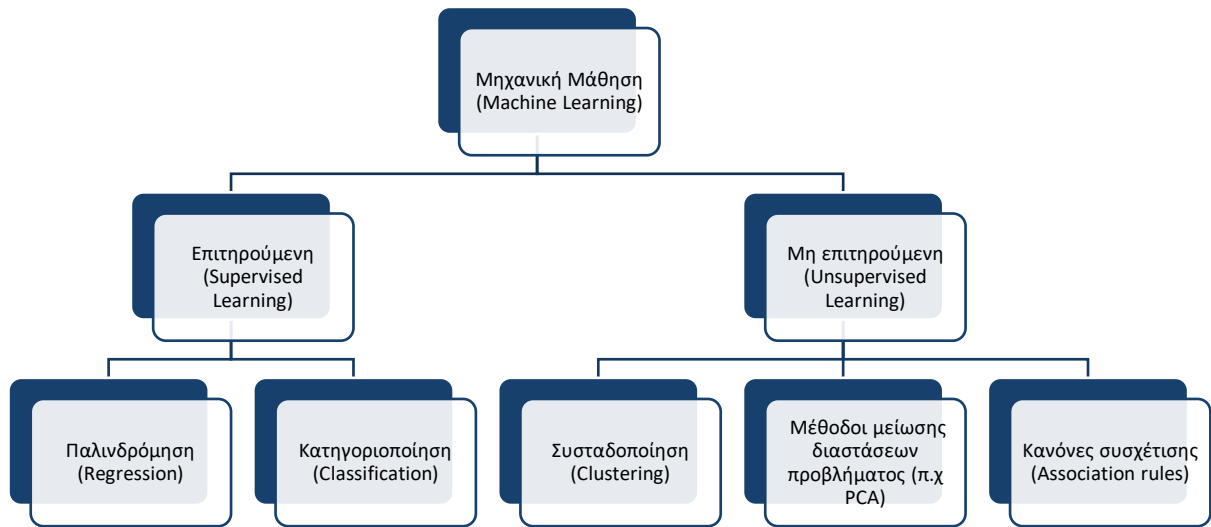 Μηχανική Μάθηση
(Machine Learning)
Επιτηρούμενη
(Supervised
Learning)
Μη επιτηρούμενη
(Unsupervised
Learning)
Παλινδρόμηση
(Regression)
Κατηγοριοποίηση
(Classification)
Συσταδοποίηση
(Clustering)
Μέθοδοι μείωσης
διαστάσεων
προβλήματος (π.χ
PCA)
Κανόνες συσχέτισης
(Association rules)